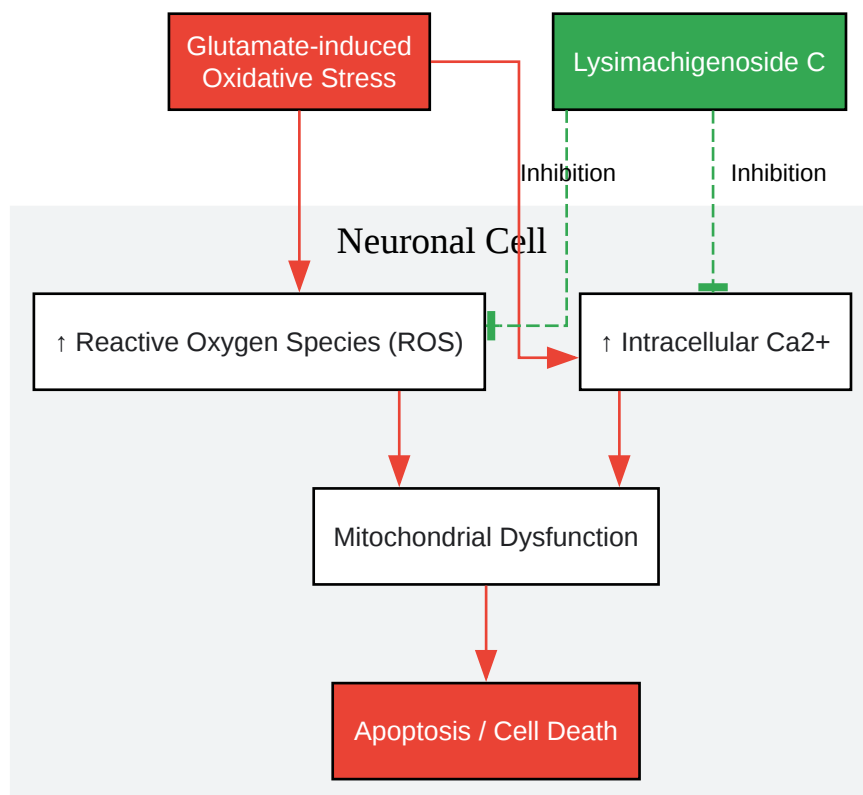 Glutamate-induced
Oxidative Stress
Lysimachigenoside C
Inhibition
Inhibition
Neuronal Cell
↑ Reactive Oxygen Species (ROS)
↑ Intracellular Ca2+
Mitochondrial Dysfunction
Apoptosis / Cell Death